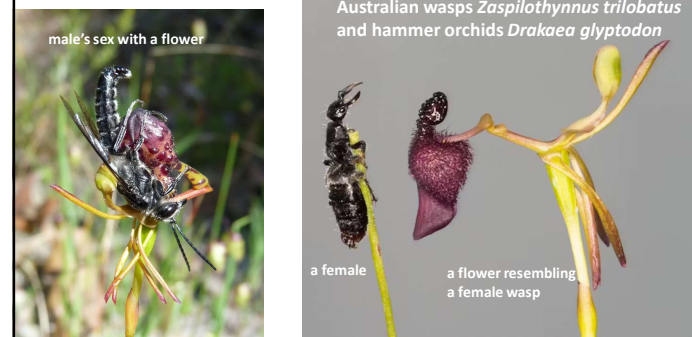 male's sex with a flower
Australian wasps Zaspilothynnus trilobatus
and hammer orchids Drakaea glyptodon
a female
a flower resembling
a female wasp